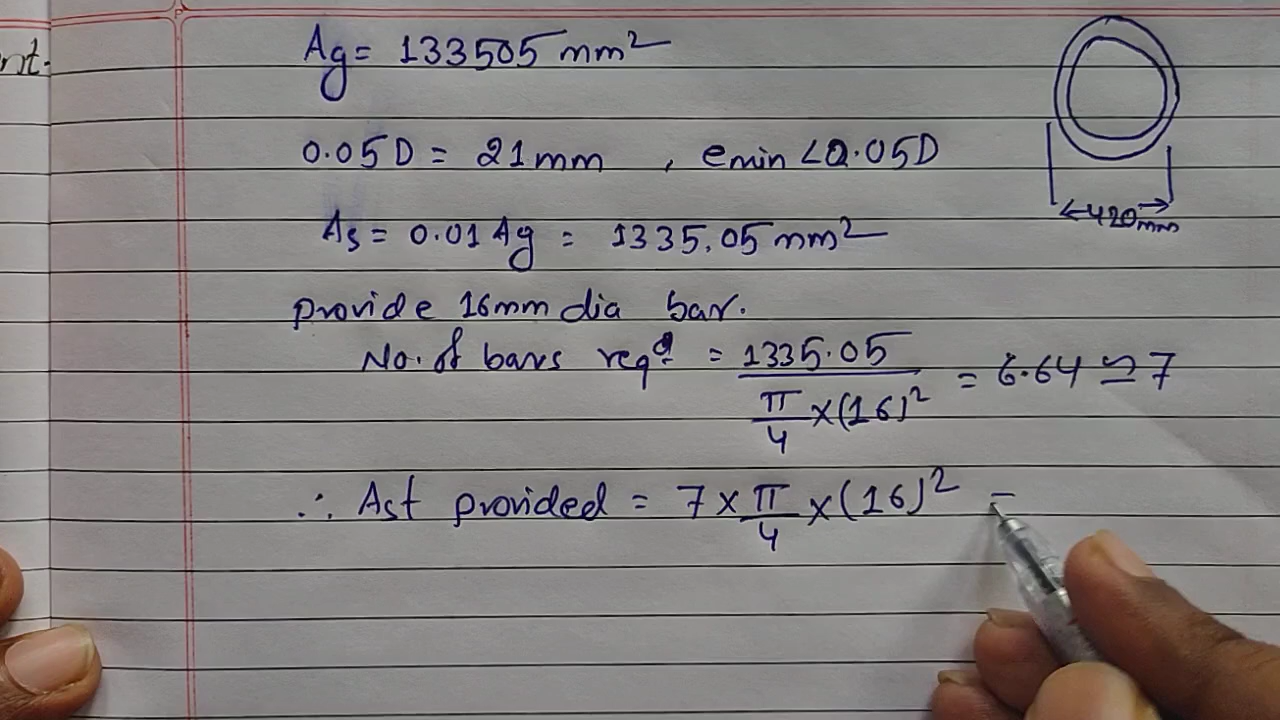 nt.
Ag = 133505 mm²
0.05D = 21mm , emin < 0.05D
←420mm→
As = 0.01 Ag = 1335.05 mm²
provide 16mm dia bar.
No. of bars reqd = 1335.05 / π/4 × (16)² = 6.64 ≃ 7
∴ Ast provided = 7 × π/4 × (16)² =